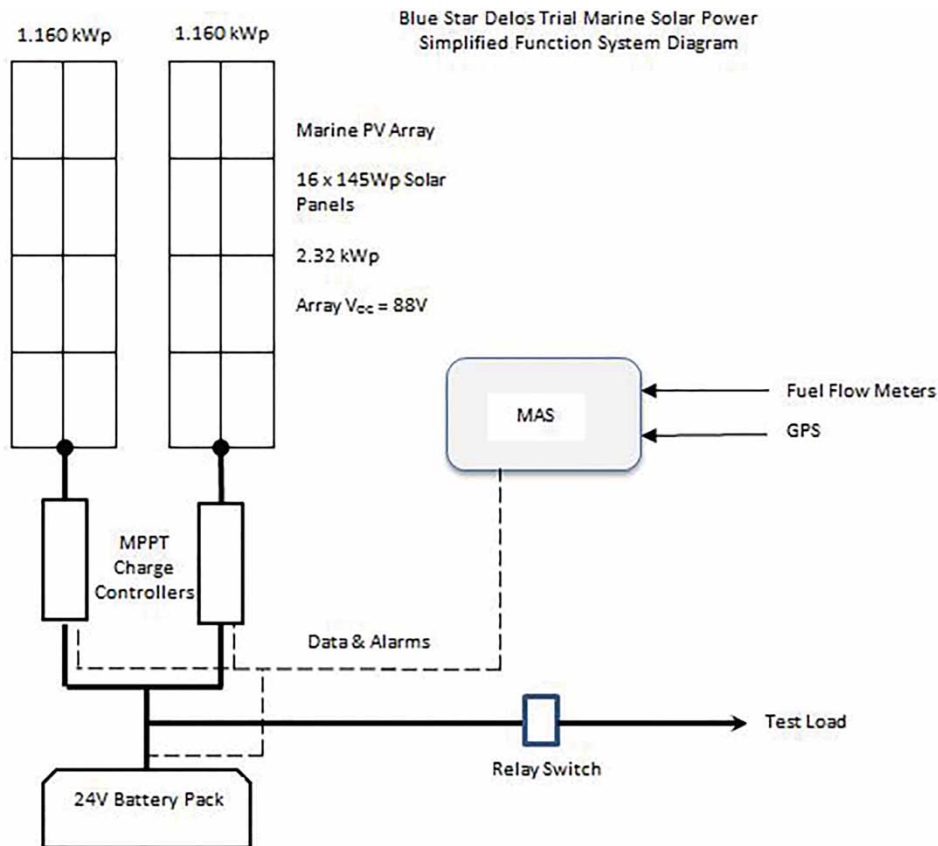 Blue Star Delos Trial Marine Solar Power
Simplified Function System Diagram
1.160 kWp
1.160 kWp
Marine PV Array
16 x 145Wp Solar
Panels
2.32 kWp
Array Voc = 88V
MAS
Fuel Flow Meters
GPS
MPPT
Charge
Controllers
Data & Alarms
Test Load
Relay Switch
24V Battery Pack